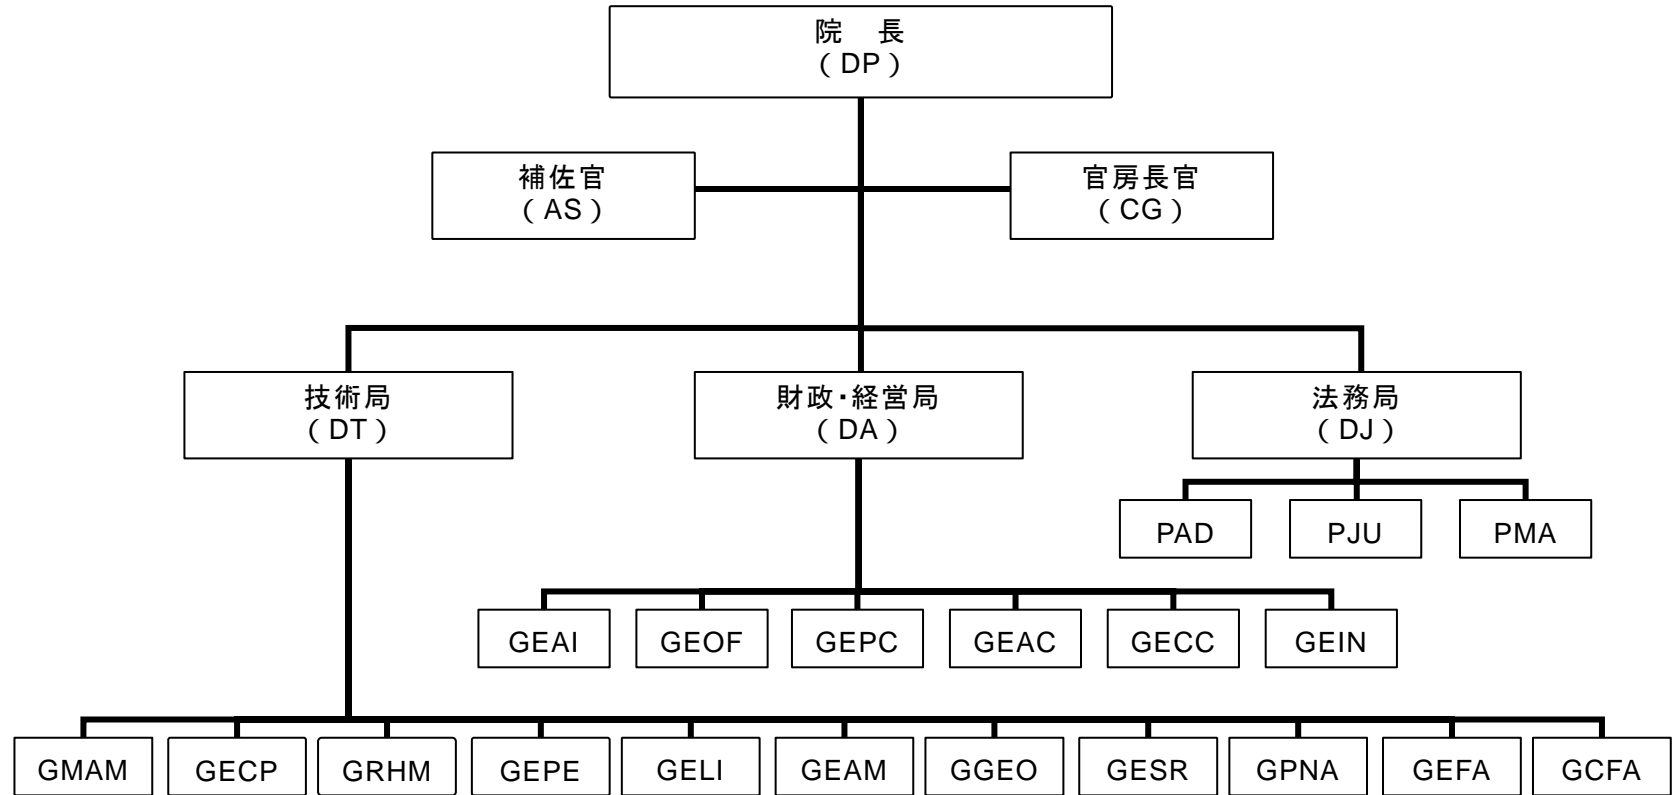 院　長
（DP）
補佐官
（AS）
官房長官
（CG）
技術局
（DT）
財政・経営局
（DA）
法務局
（DJ）
PAD
PJU
PMA
GEAI
GEOF
GEPC
GEAC
GECC
GEIN
GMAM
GECP
GRHM
GEPE
GELI
GEAM
GGEO
GESR
GPNA
GEFA
GCFA